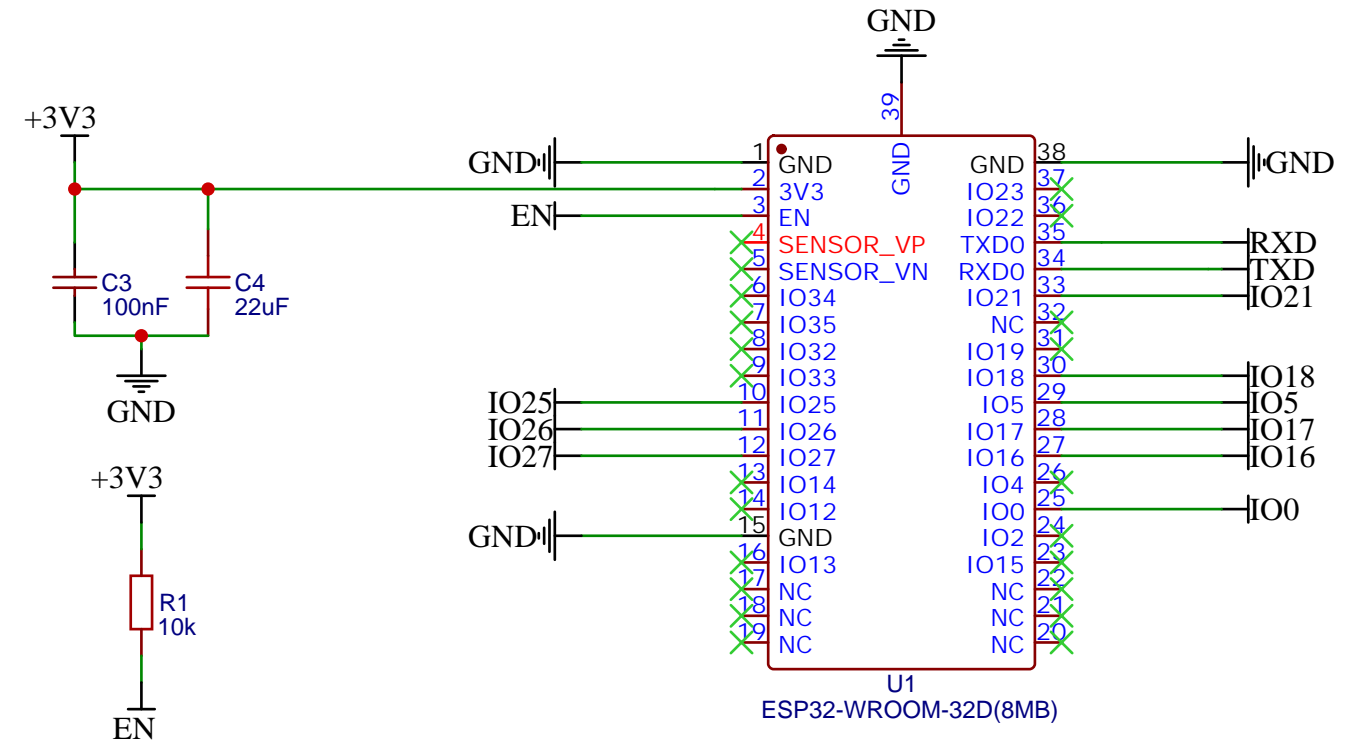 GND
39
GND
+3V3
C3
100nF
C4
22uF
GND
+3V3
R1
10k
EN
GND 1 GND
2 3V3
EN 3 EN
4 SENSOR_VP
5 SENSOR_VN
6 IO34
7 IO35
8 IO32
9 IO33
IO25 10 IO25
IO26 11 IO26
IO27 12 IO27
13 IO14
14 IO12
GND 15 GND
16 IO13
17 NC
18 NC
19 NC
GND 38 GND
IO23 37
IO22 36
TXD0 35 RXD
RXD0 34 TXD
IO21 33 IO21
NC 32
IO19 31
IO18 30 IO18
IO5 29 IO5
IO17 28 IO17
IO16 27 IO16
IO4 26
IO0 25 IO0
IO2 24
IO15 23
NC 22
NC 21
NC 20
U1
ESP32-WROOM-32D(8MB)